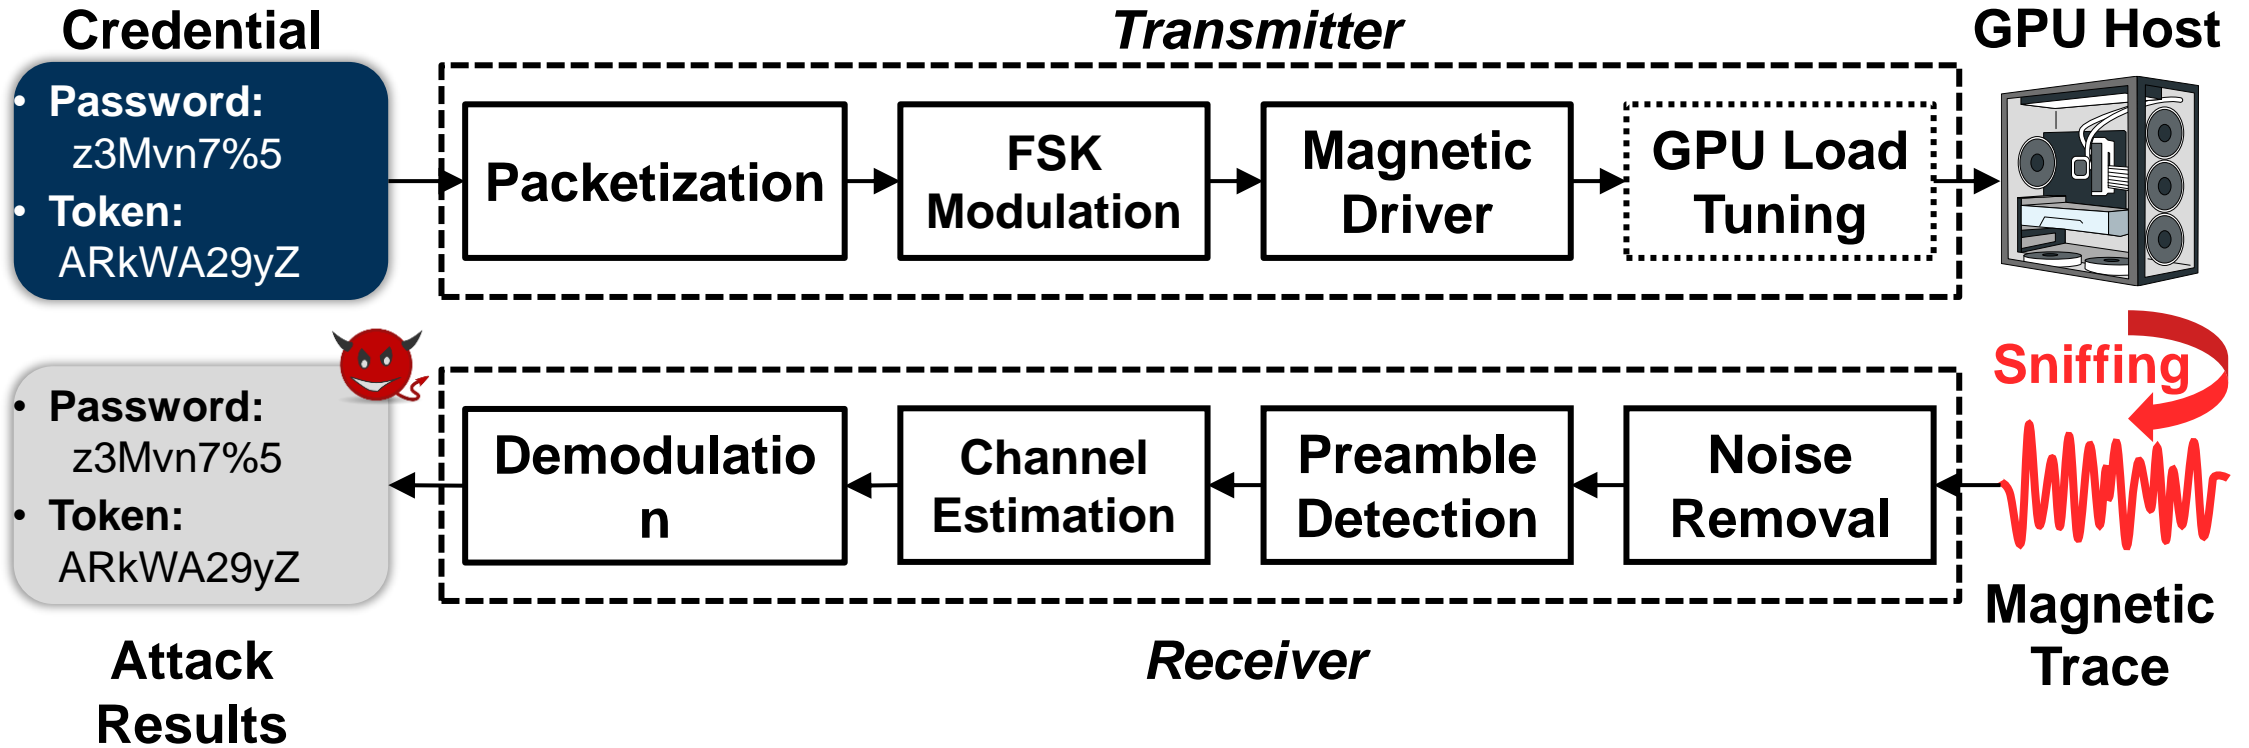 Credential
• Password:
z3Mvn7%5
• Token:
ARkWA29yZ
Transmitter
Packetization
FSK
Modulation
Magnetic
Driver
GPU Load
Tuning
GPU Host
Sniffing
Magnetic
Trace
Noise
Removal
Preamble
Detection
Channel
Estimation
Demodulatio
n
Receiver
• Password:
z3Mvn7%5
• Token:
ARkWA29yZ
Attack
Results